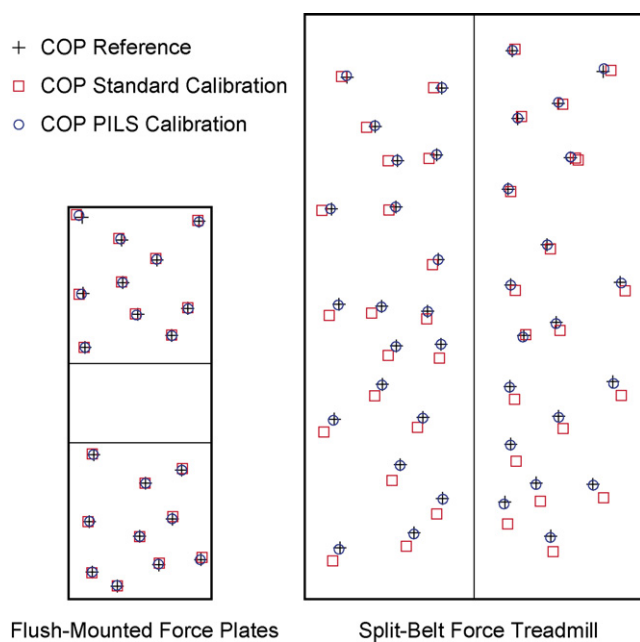 COP Reference
COP Standard Calibration
COP PILS Calibration
Flush-Mounted Force Plates
Split-Belt Force Treadmill